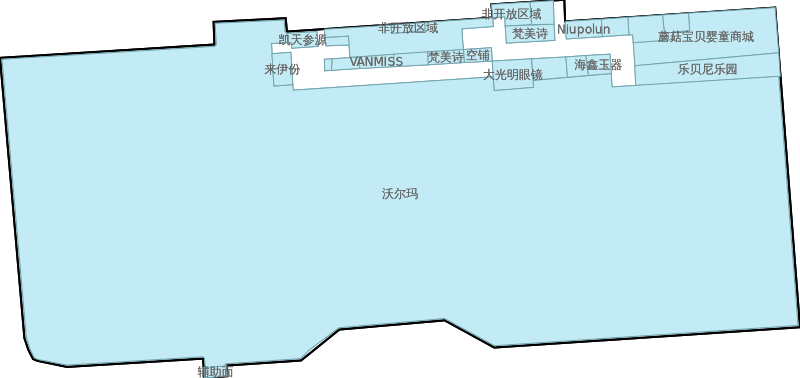 非开放区域
非开放区域
Niupolun
梵美诗
凯天参源
蘑菇宝贝婴童商城
来伊份
VANMISS
梵美诗
空铺
大光明眼镜
海鑫玉器
乐贝尼乐园
沃尔玛
辅助面